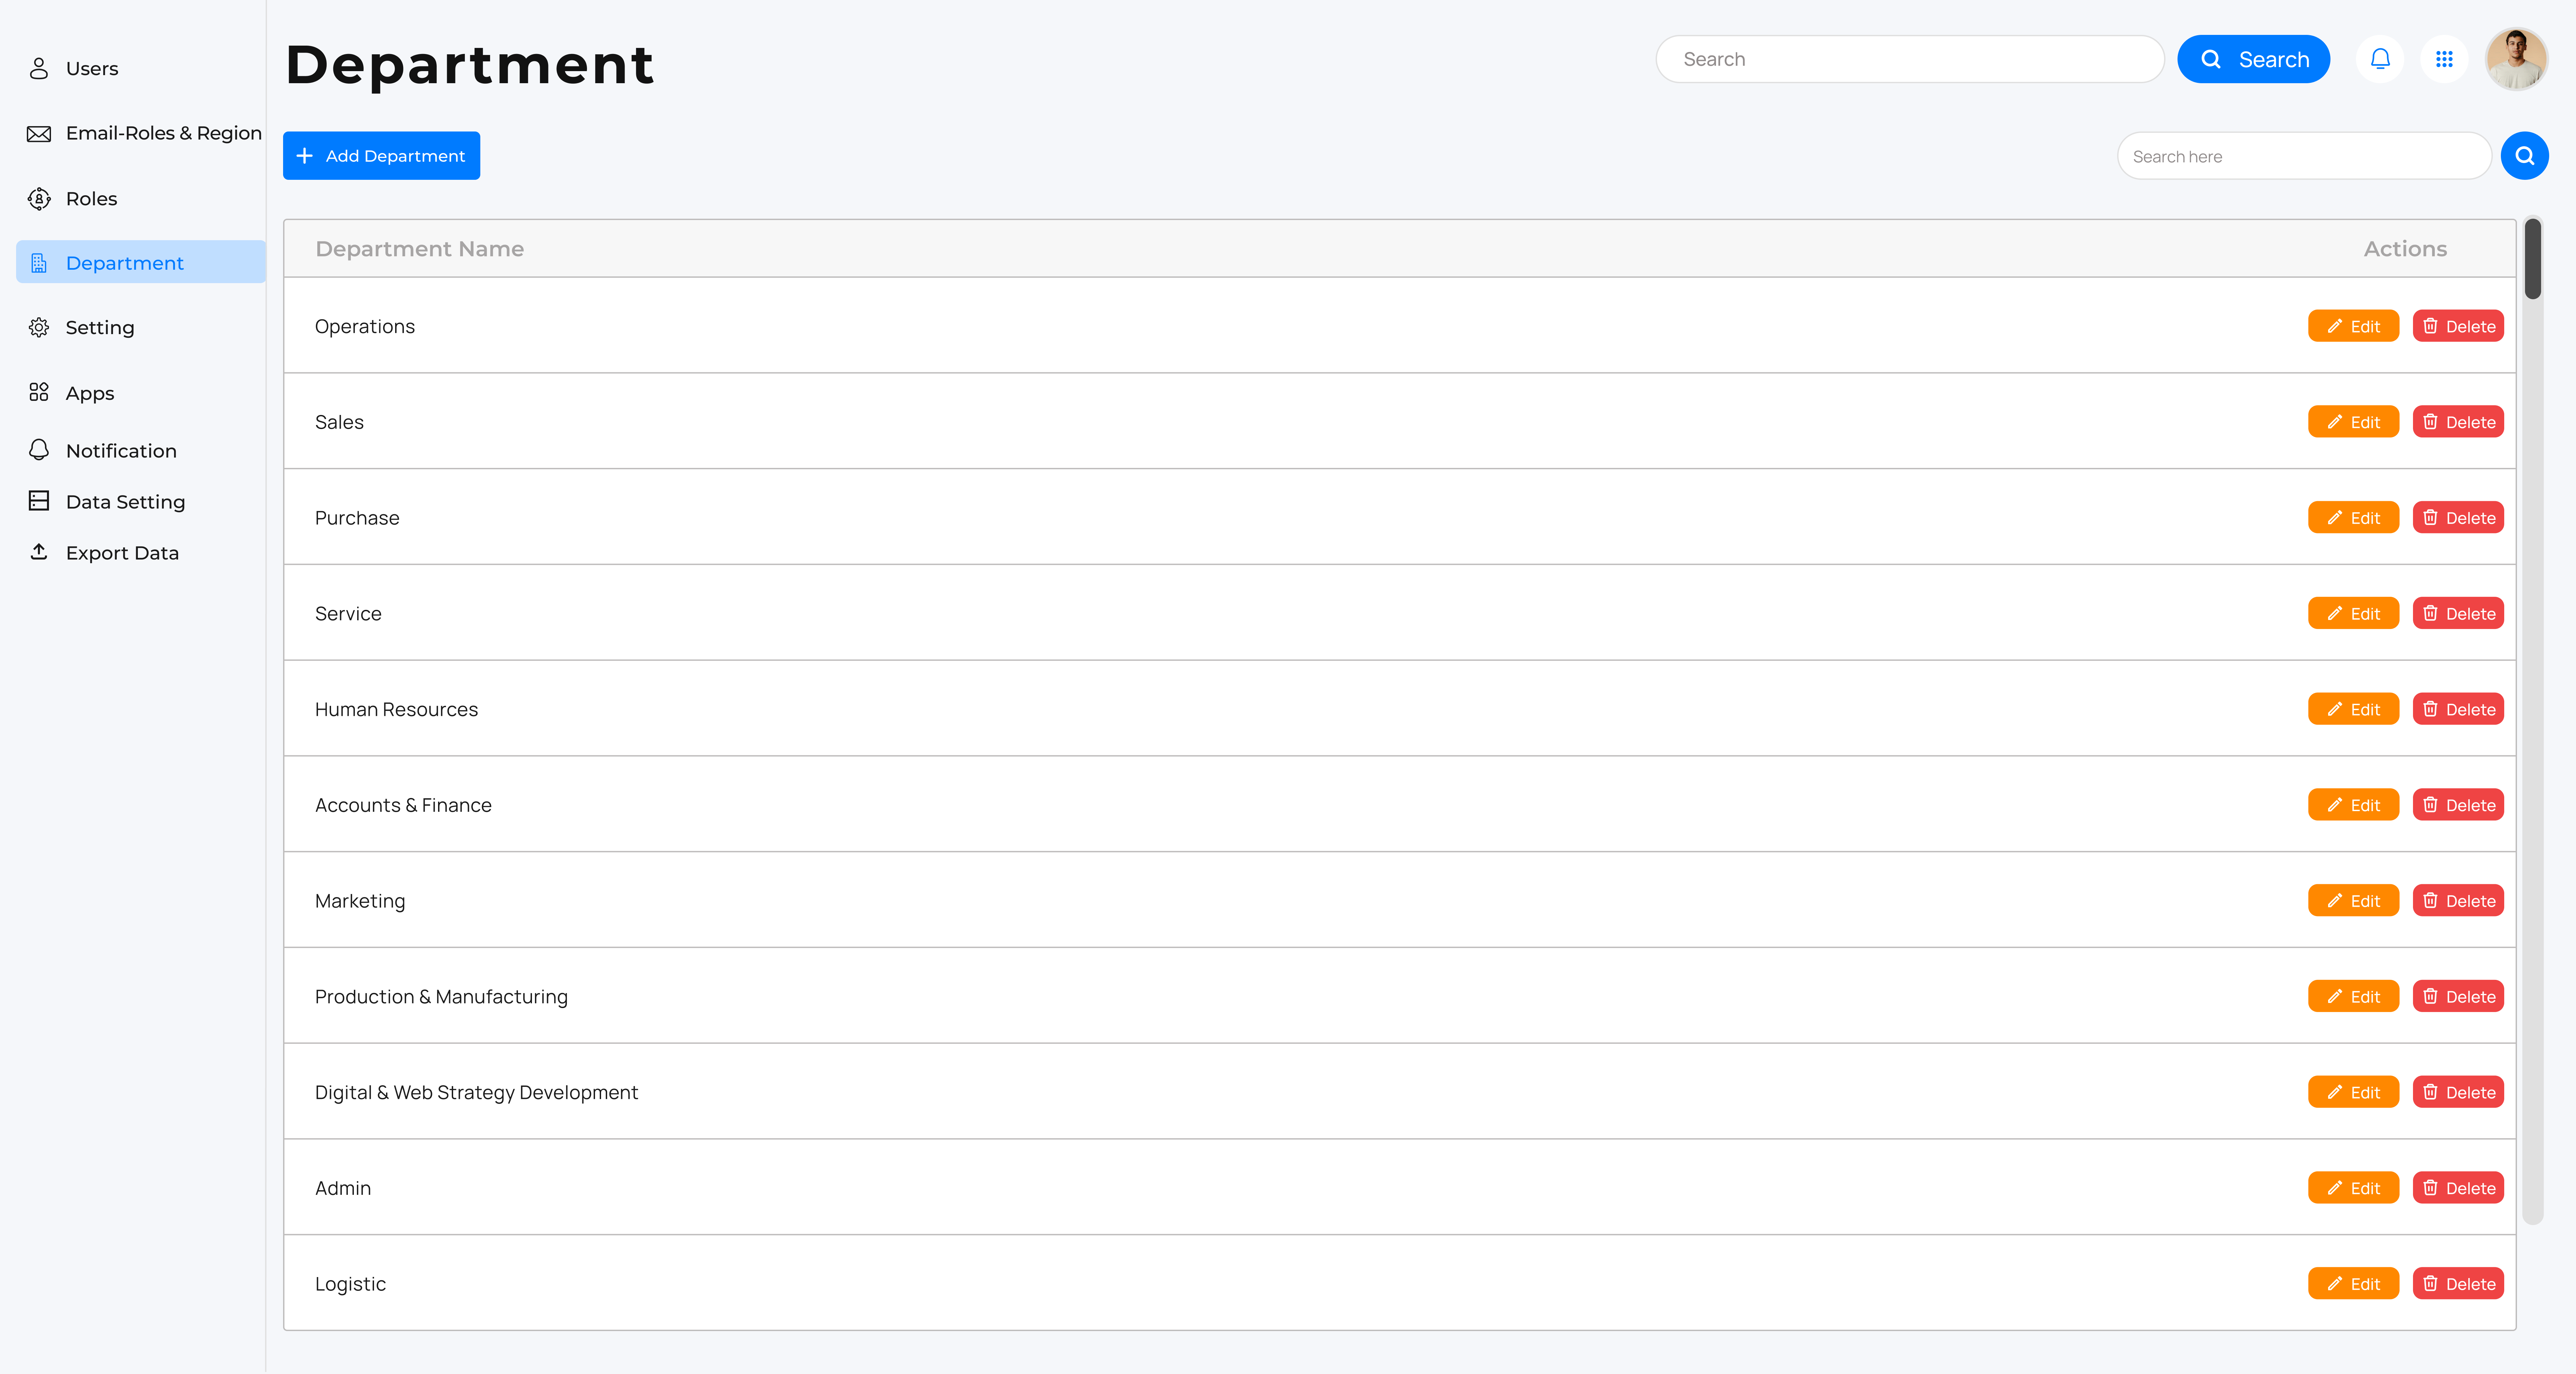 Users
Email-Roles & Region
Roles
Department
Setting
Apps
Notification
Data Setting
Export Data
Department
Search
Search
Add Department
Search here
Department Name Actions
Operations Edit Delete
Sales Edit Delete
Purchase Edit Delete
Service Edit Delete
Human Resources Edit Delete
Accounts & Finance Edit Delete
Marketing Edit Delete
Production & Manufacturing Edit Delete
Digital & Web Strategy Development Edit Delete
Admin Edit Delete
Logistic Edit Delete